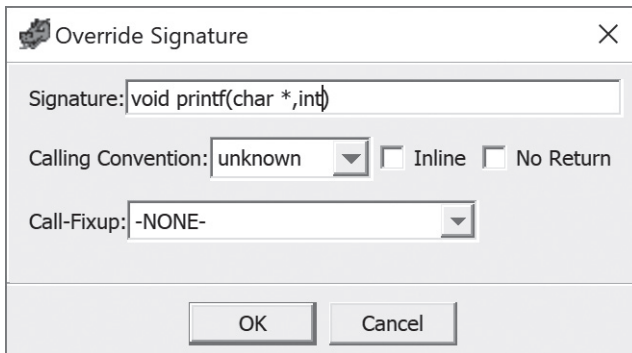 Override Signature
Signature: void printf(char *,int)
Calling Convention: unknown Inline No Return
Call-Fixup: -NONE-
OK Cancel